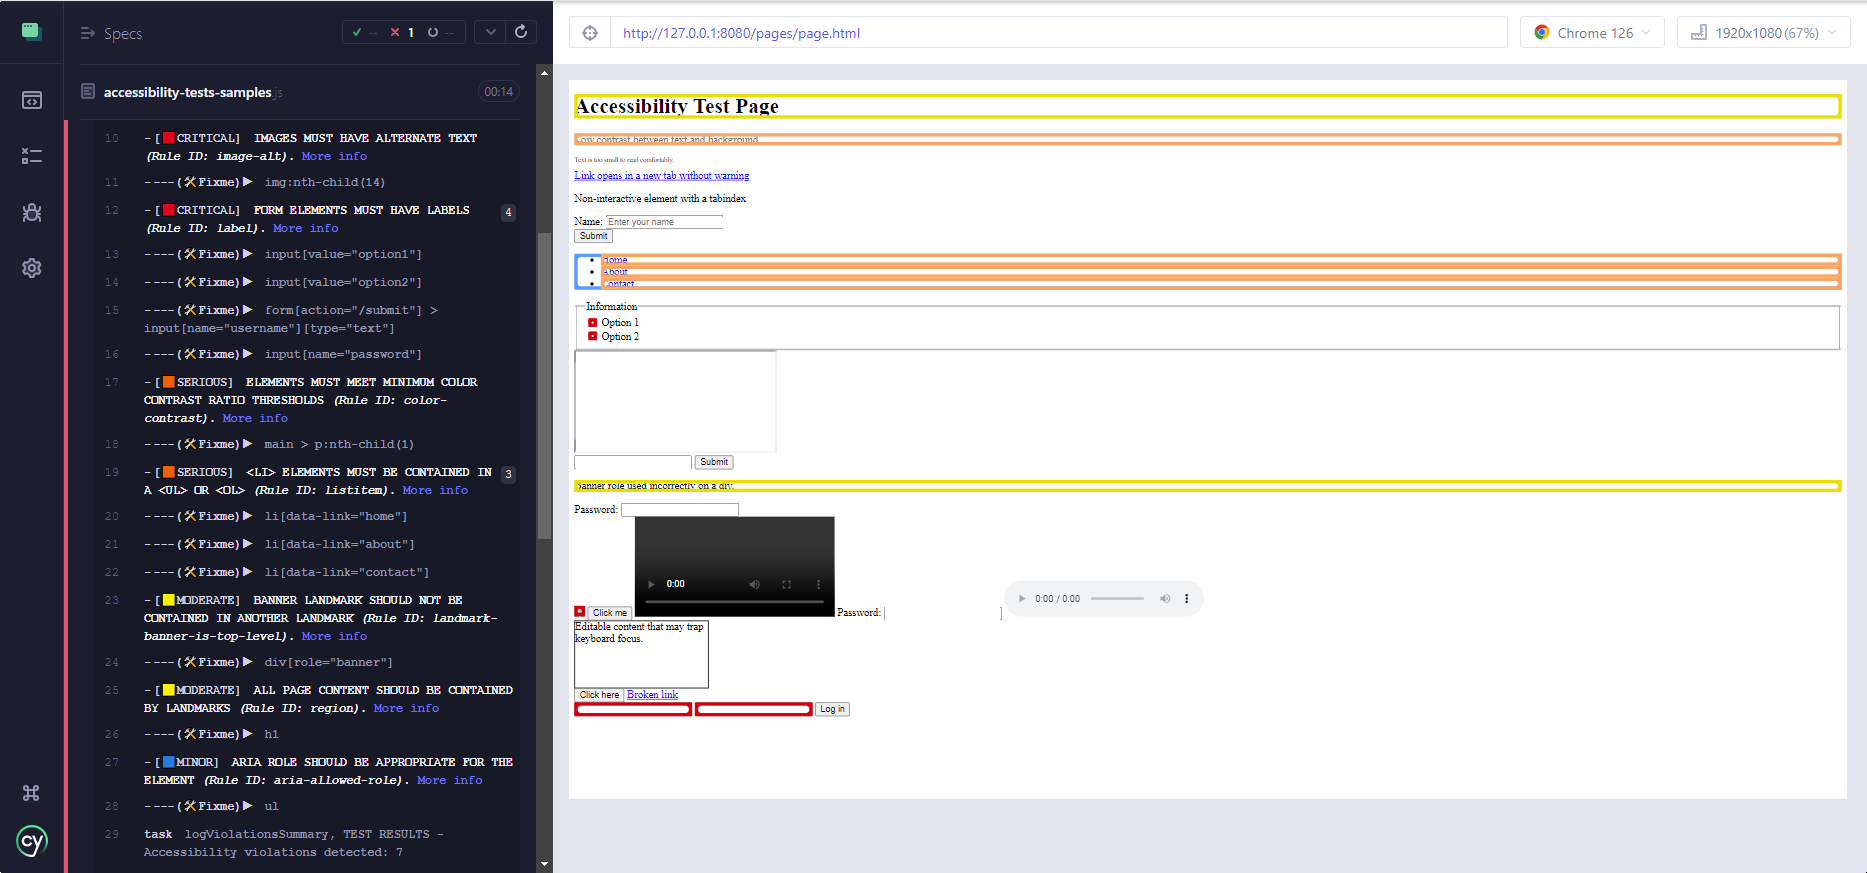 Specs
-- 1 --
accessibility-tests-samples.js
00:14
10 -[CRITICAL] IMAGES MUST HAVE ALTERNATE TEXT
(Rule ID: image-alt). More info
11 ----(Fixme)▶ img:nth-child(14)
12 -[CRITICAL] FORM ELEMENTS MUST HAVE LABELS 4
(Rule ID: label). More info
13 ----(Fixme)▶ input[value="option1"]
14 ----(Fixme)▶ input[value="option2"]
15 ----(Fixme)▶ form[action="/submit"] >
input[name="username"][type="text"]
16 ----(Fixme)▶ input[name="password"]
17 -[SERIOUS] ELEMENTS MUST MEET MINIMUM COLOR
CONTRAST RATIO THRESHOLDS (Rule ID: color-
contrast). More info
18 ----(Fixme)▶ main > p:nth-child(1)
19 -[SERIOUS] <LI> ELEMENTS MUST BE CONTAINED IN 3
A <UL> OR <OL> (Rule ID: listitem). More info
20 ----(Fixme)▶ li[data-link="home"]
21 ----(Fixme)▶ li[data-link="about"]
22 ----(Fixme)▶ li[data-link="contact"]
23 -[MODERATE] BANNER LANDMARK SHOULD NOT BE
CONTAINED IN ANOTHER LANDMARK (Rule ID: landmark-
banner-is-top-level). More info
24 ----(Fixme)▶ div[role="banner"]
25 -[MODERATE] ALL PAGE CONTENT SHOULD BE CONTAINED
BY LANDMARKS (Rule ID: region). More info
26 ----(Fixme)▶ h1
27 -[MINOR] ARIA ROLE SHOULD BE APPROPRIATE FOR THE
ELEMENT (Rule ID: aria-allowed-role). More info
28 ----(Fixme)▶ ul
29 task logViolationsSummary, TEST RESULTS -
Accessibility violations detected: 7
cy
http://127.0.0.1:8080/pages/page.html
Chrome 126
1920x1080 (67%)
Accessibility Test Page
Low contrast between text and background
Text is too small to read comfortably.
Link opens in a new tab without warning
Non-interactive element with a tabindex
Name: Enter your name
Submit
Home
About
Contact
Information
Option 1
Option 2
Submit
Banner role used incorrectly on a div.
Password:
0:00
Click me
Password:
0:00 / 0:00
Editable content that may trap
keyboard focus.
Click here Broken link
Log in